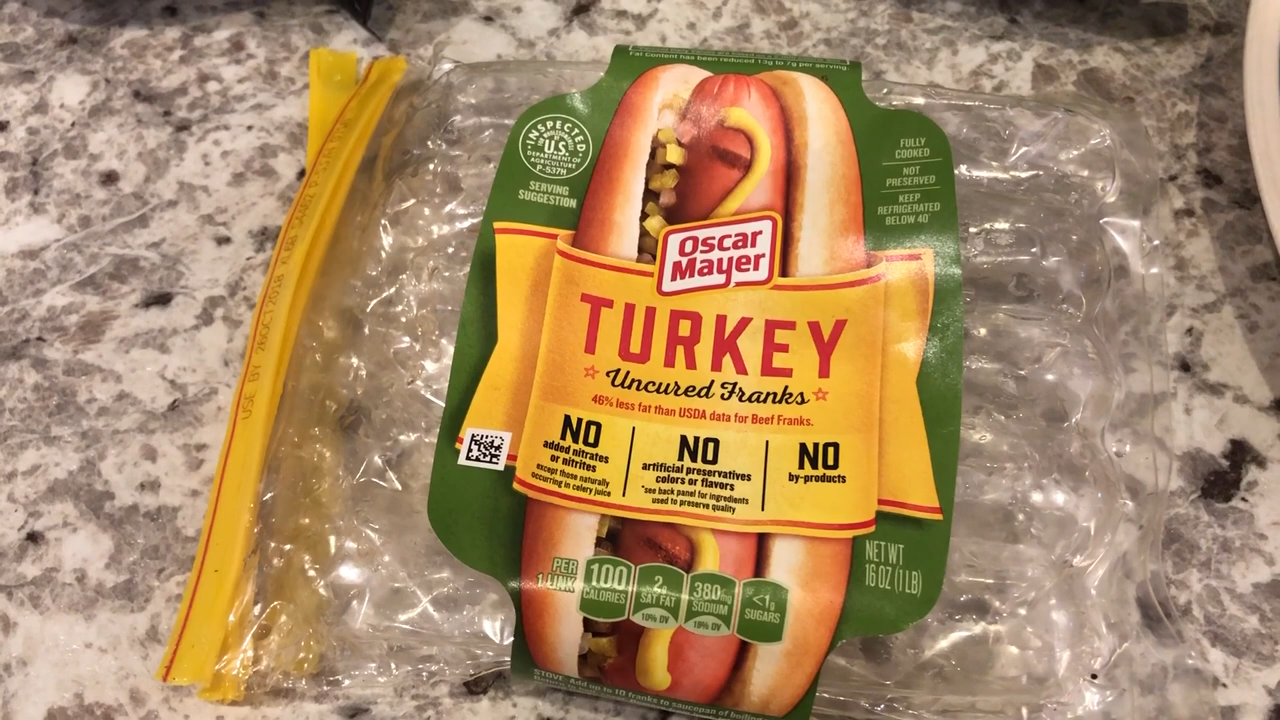 Fat Content has been reduced 13g to 7g per serving.
INSPECTED
FOR WHOLESOMENESS
BY
U.S.
DEPARTMENT OF
AGRICULTURE
P-537H
SERVING
SUGGESTION
FULLY
COOKED
NOT
PRESERVED
KEEP
REFRIGERATED
BELOW 40°
USE BY 26OCT2018
Oscar
Mayer
TURKEY
Uncured Franks
46% less fat than USDA data for Beef Franks.
NO
added nitrates
or nitrites
except those naturally
occurring in celery juice
NO
artificial preservatives
colors or flavors
*see back panel for ingredients
used to preserve quality
NO
by-products
NET WT
16 OZ (1 LB)
PER
1 LINK
100
CALORIES
2g
SAT FAT
10% DV
380mg
SODIUM
16% DV
<1g
SUGARS
STOVE: Add up to 10 franks to saucepan of boiling